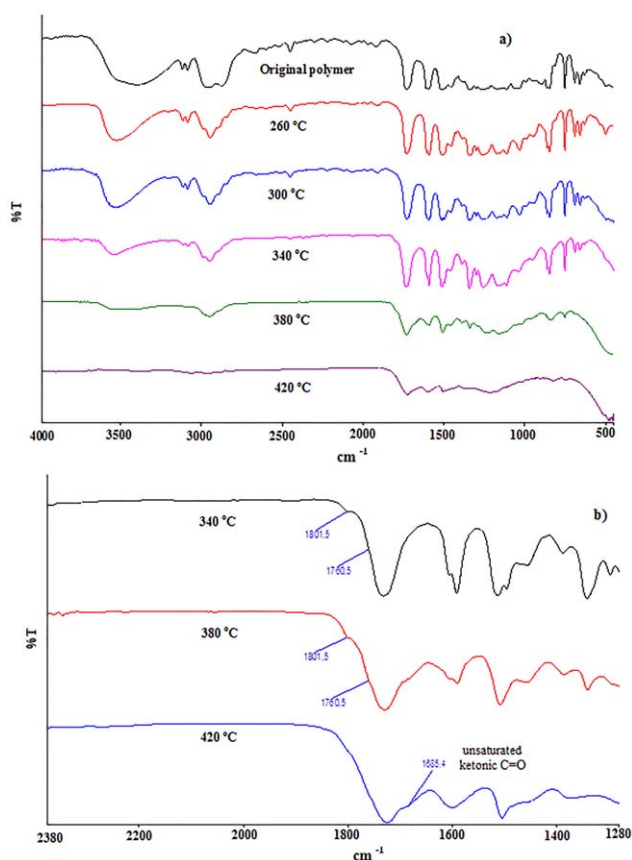 a)
Original polymer
260 °C
300 °C
340 °C
380 °C
420 °C
%T
4000 3500 3000 2500 2000 1500 1000 500
cm -1
b)
340 °C
1801,5
1760,5
380 °C
1801,5
1760,5
420 °C
1685,4
unsaturated
ketonic C=O
%T
2380 2200 2000 1800 1600 1400 1280
cm -1